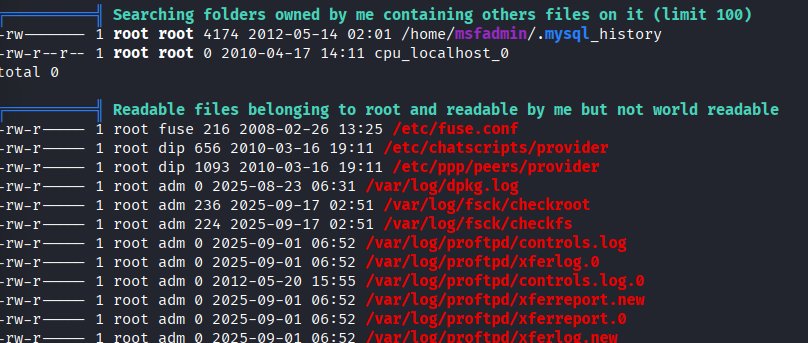 ╔══════════╣ Searching folders owned by me containing others files on it (limit 100)
-rw------- 1 root root 4174 2012-05-14 02:01 /home/msfadmin/.mysql_history
-rw-r--r-- 1 root root 0 2010-04-17 14:11 cpu_localhost_0
total 0
╔══════════╣ Readable files belonging to root and readable by me but not world readable
-rw-r----- 1 root fuse 216 2008-02-26 13:25 /etc/fuse.conf
-rw-r----- 1 root dip 656 2010-03-16 19:11 /etc/chatscripts/provider
-rw-r----- 1 root dip 1093 2010-03-16 19:11 /etc/ppp/peers/provider
-rw-r----- 1 root adm 0 2025-08-23 06:31 /var/log/dpkg.log
-rw-r----- 1 root adm 236 2025-09-17 02:51 /var/log/fsck/checkroot
-rw-r----- 1 root adm 224 2025-09-17 02:51 /var/log/fsck/checkfs
-rw-r----- 1 root adm 0 2025-09-01 06:52 /var/log/proftpd/controls.log
-rw-r----- 1 root adm 0 2025-09-01 06:52 /var/log/proftpd/xferlog.0
-rw-r----- 1 root adm 0 2012-05-20 15:55 /var/log/proftpd/controls.log.0
-rw-r----- 1 root adm 0 2025-09-01 06:52 /var/log/proftpd/xferreport.new
-rw-r----- 1 root adm 0 2025-09-01 06:52 /var/log/proftpd/xferreport.0
-rw-r----- 1 root adm 0 2025-09-01 06:52 /var/log/proftpd/xferlog.new